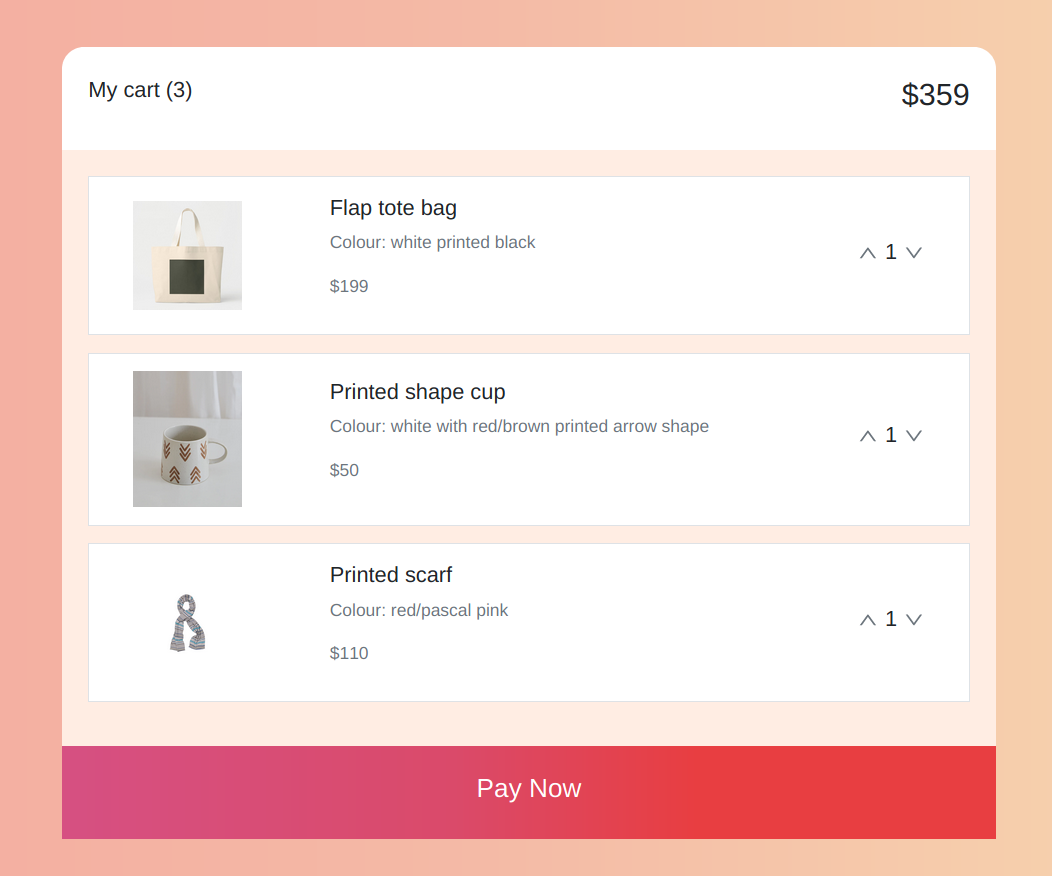 My cart (3)
$359
Flap tote bag
Colour: white printed black
$199
1
Printed shape cup
Colour: white with red/brown printed arrow shape
$50
1
Printed scarf
Colour: red/pascal pink
$110
1
Pay Now